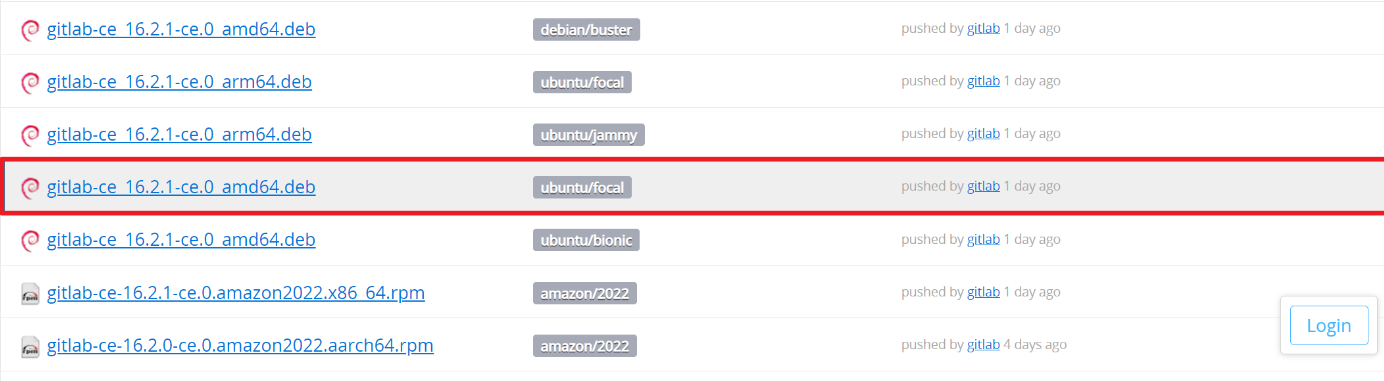 gitlab-ce_16.2.1-ce.0_amd64.deb debian/buster pushed by gitlab 1 day ago
gitlab-ce_16.2.1-ce.0_arm64.deb ubuntu/focal pushed by gitlab 1 day ago
gitlab-ce_16.2.1-ce.0_arm64.deb ubuntu/jammy pushed by gitlab 1 day ago
gitlab-ce_16.2.1-ce.0_amd64.deb ubuntu/focal pushed by gitlab 1 day ago
gitlab-ce_16.2.1-ce.0_amd64.deb ubuntu/bionic pushed by gitlab 1 day ago
rpm gitlab-ce-16.2.1-ce.0.amazon2022.x86_64.rpm amazon/2022 pushed by gitlab 1 day ago
Login
rpm gitlab-ce-16.2.0-ce.0.amazon2022.aarch64.rpm amazon/2022 pushed by gitlab 4 days ago